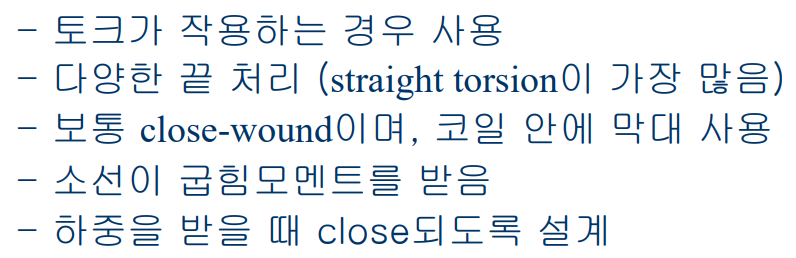 - 토크가 작용하는 경우 사용
- 다양한 끝 처리 (straight torsion이 가장 많음)
- 보통 close-wound이며, 코일 안에 막대 사용
- 소선이 굽힘모멘트를 받음
- 하중을 받을 때 close되도록 설계